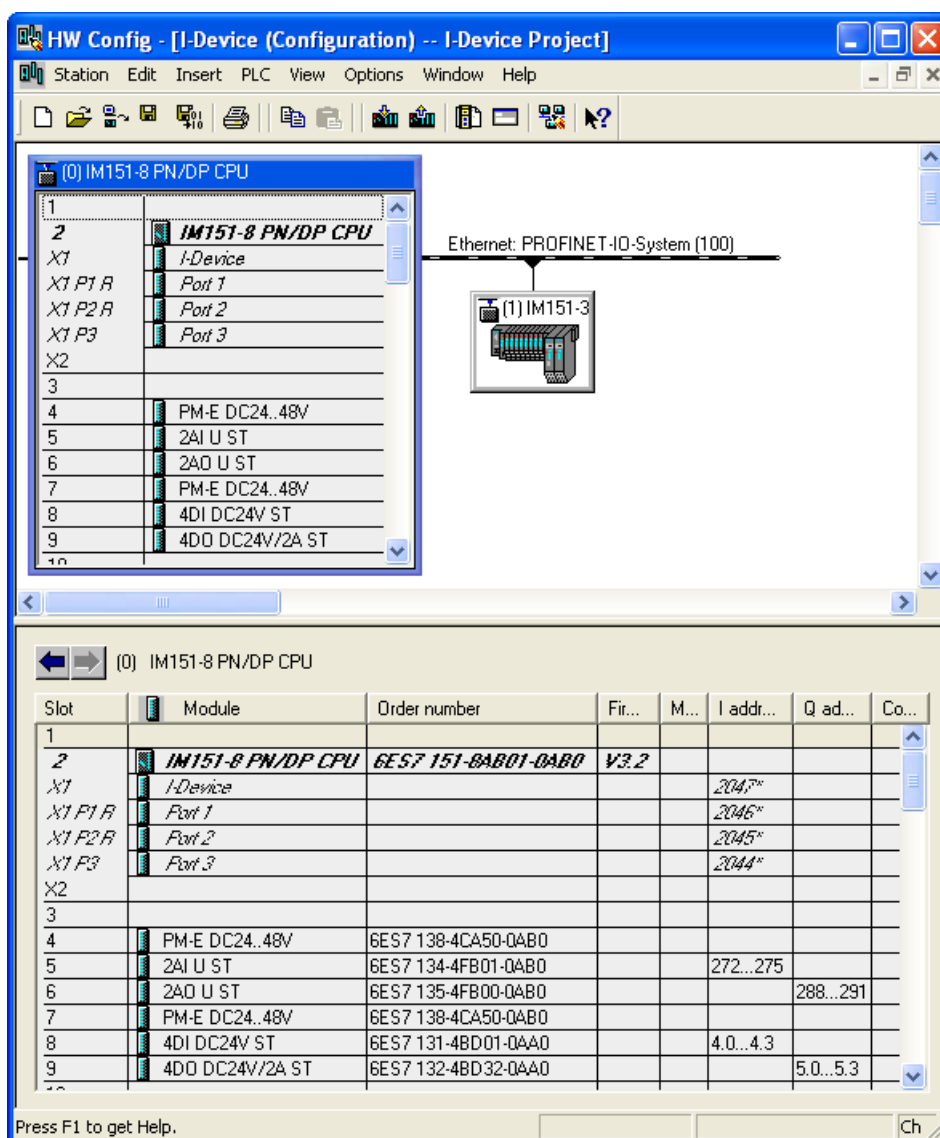 HW Config - [I-Device (Configuration) -- I-Device Project]
Station Edit Insert PLC View Options Window Help
(0) IM151-8 PN/DP CPU
1
2 IM151-8 PN/DP CPU
X1 I-Device
X1 P1 R Port 1
X1 P2 R Port 2
X1 P3 Port 3
X2
3
4 PM-E DC24..48V
5 2AI U ST
6 2AO U ST
7 PM-E DC24..48V
8 4DI DC24V ST
9 4DO DC24V/2A ST
10
Ethernet: PROFINET-IO-System (100)
(1) IM151-3
(0) IM151-8 PN/DP CPU
Slot Module Order number Fir... M... I addr... Q ad... Co...
1
2 IM151-8 PN/DP CPU 6ES7 151-8AB01-0AB0 V3.2
X1 I-Device 2047*
X1 P1 R Port 1 2046*
X1 P2 R Port 2 2045*
X1 P3 Port 3 2044*
X2
3
4 PM-E DC24..48V 6ES7 138-4CA50-0AB0
5 2AI U ST 6ES7 134-4FB01-0AB0 272...275
6 2AO U ST 6ES7 135-4FB00-0AB0 288...291
7 PM-E DC24..48V 6ES7 138-4CA50-0AB0
8 4DI DC24V ST 6ES7 131-4BD01-0AA0 4.0...4.3
9 4DO DC24V/2A ST 6ES7 132-4BD32-0AA0 5.0...5.3
Press F1 to get Help. Ch